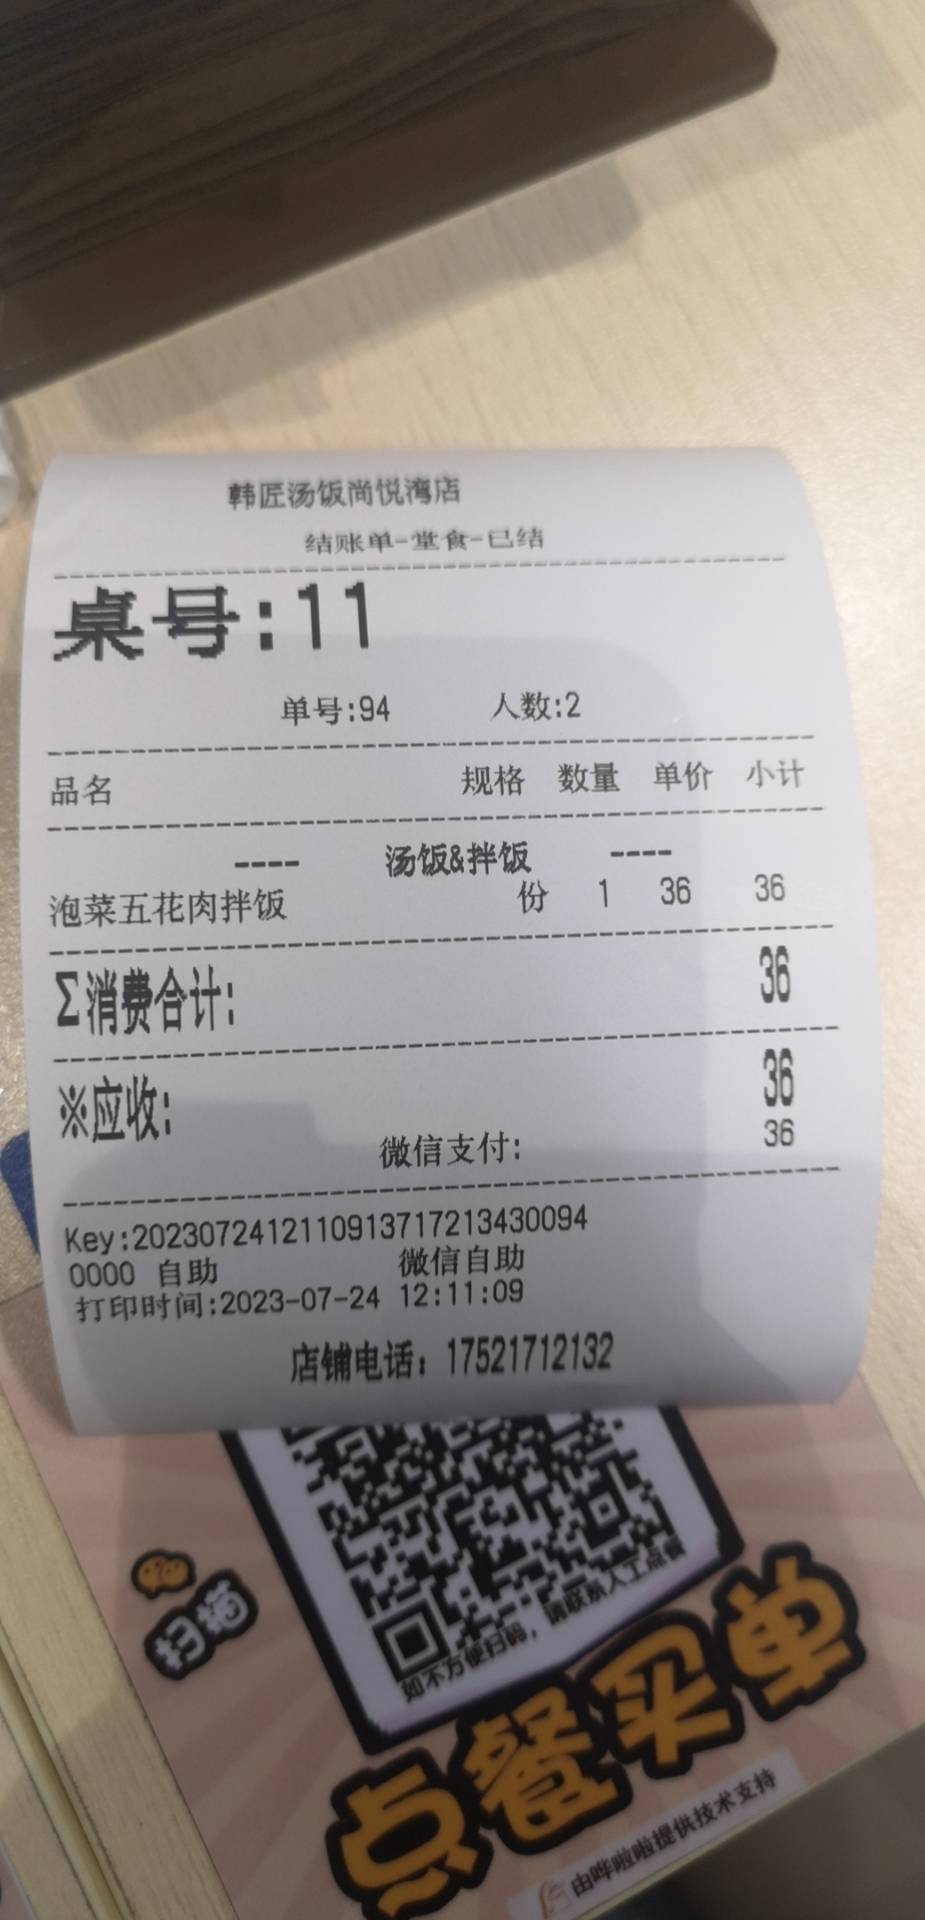 韩匠汤饭尚悦湾店
结账单-堂食-已结
桌号:11
单号:94 人数:2
品名 规格 数量 单价 小计
---- 汤饭&拌饭 ----
泡菜五花肉拌饭 份 1 36 36
Σ消费合计: 36
※应收: 36
微信支付: 36
Key:20230724121109137172134300​94
0000 自助 微信自助
打印时间:2023-07-24 12:11:09
店铺电话：17521712132
如不方便扫码，请联系人工点餐
扫描
点餐买单
由哗啦啦提供技术支持